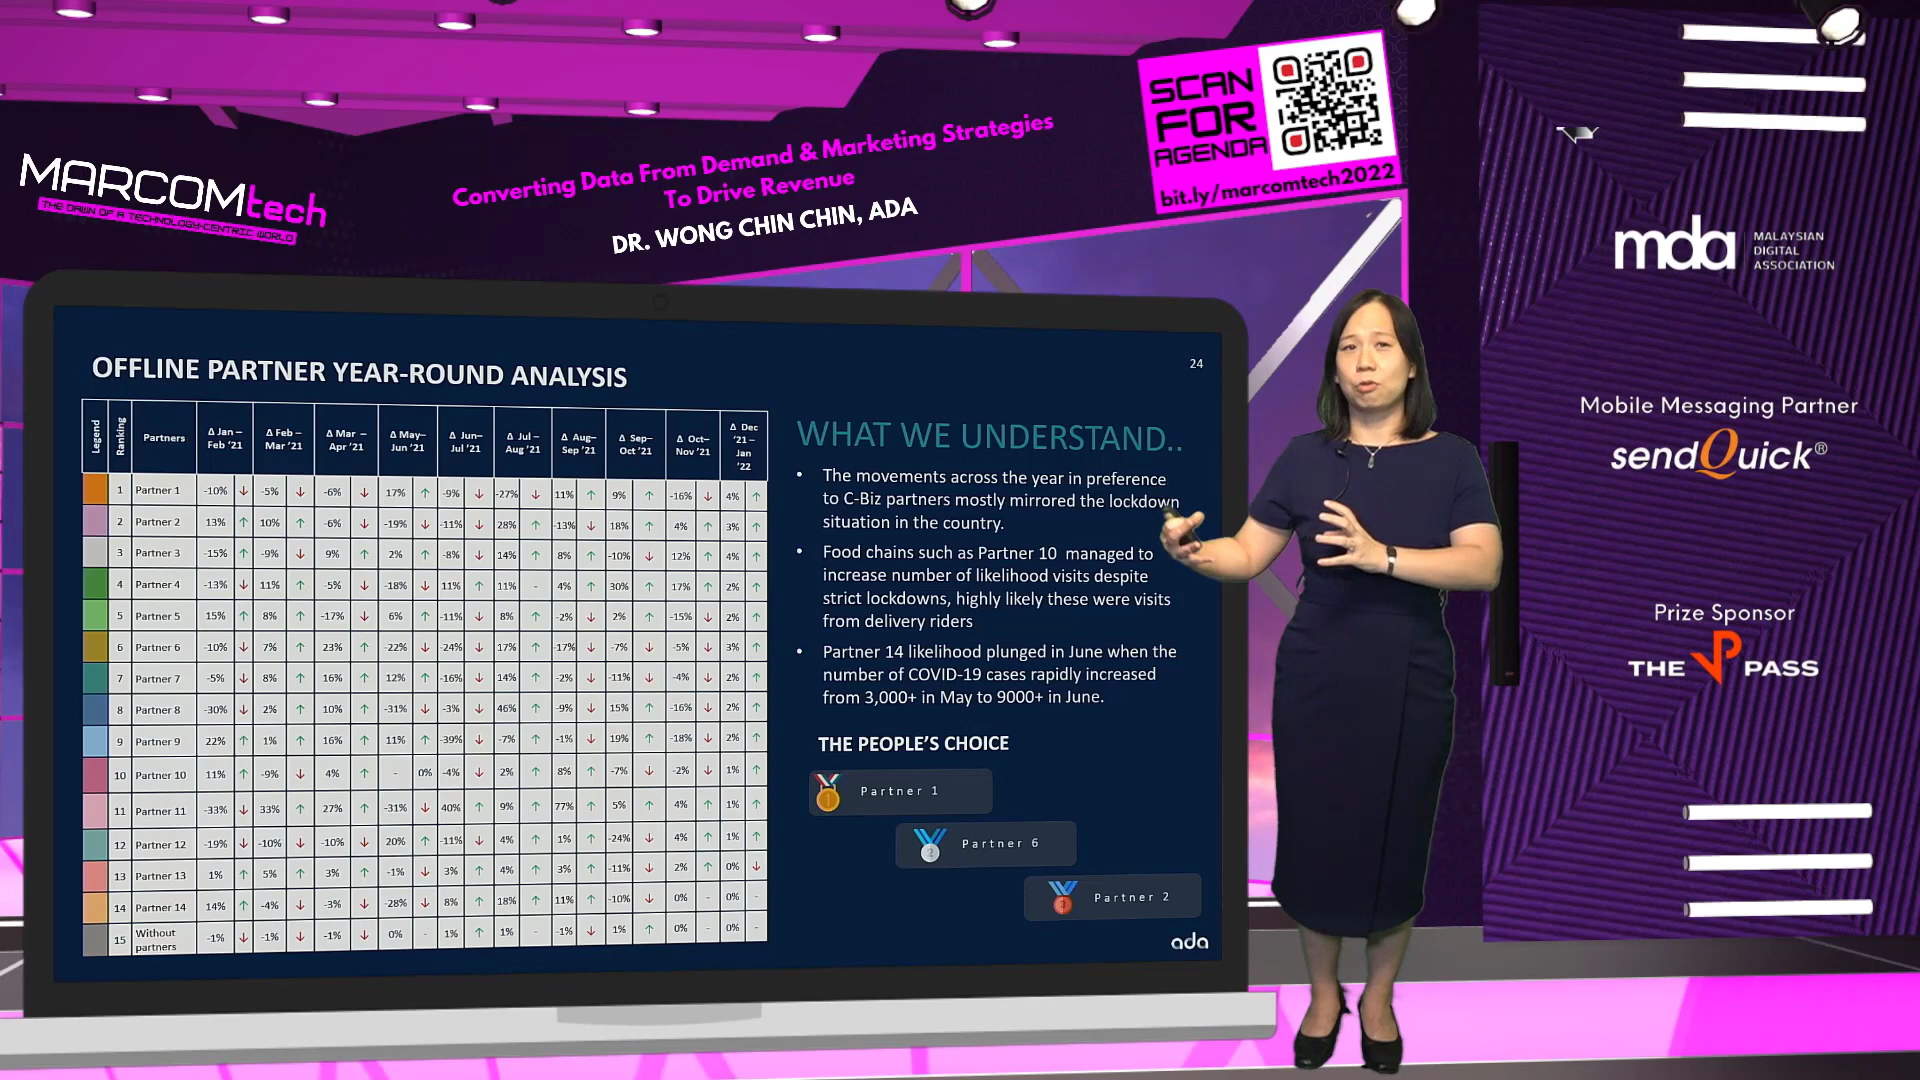 MARCOMtech
THE DAWN OF A TECHNOLOGY-CENTRIC WORLD
Converting Data From Demand & Marketing Strategies
To Drive Revenue
DR. WONG CHIN CHIN, ADA
SCAN
FOR
AGENDA
bit.ly/marcomtech2022
mda MALAYSIAN
DIGITAL
ASSOCIATION
Mobile Messaging Partner
sendQuick®
Prize Sponsor
THE VP PASS
OFFLINE PARTNER YEAR-ROUND ANALYSIS
24
Legend Ranking Partners Δ Jan – Feb '21 Δ Feb – Mar '21 Δ Mar – Apr '21 Δ May– Jun '21 Δ Jun– Jul '21 Δ Jul – Aug '21 Δ Aug– Sep '21 Δ Sep– Oct '21 Δ Oct– Nov '21 Δ Dec '21 – Jan '22
1 Partner 1 -10% ↓ -5% ↓ -6% ↓ 17% ↑ -9% ↓ -27% ↓ 11% ↑ 9% ↑ -16% ↓ 4% ↑
2 Partner 2 13% ↑ 10% ↑ -6% ↓ -19% ↓ -11% ↓ 28% ↑ -13% ↓ 18% ↑ 4% ↑ 3% ↑
3 Partner 3 -15% ↑ -9% ↓ 9% ↑ 2% ↑ -8% ↓ 14% ↑ 8% ↑ -10% ↓ 12% ↑ 4% ↑
4 Partner 4 -13% ↓ 11% ↑ -5% ↓ -18% ↓ 11% ↑ 11% - 4% ↑ 30% ↑ 17% ↑ 2% ↑
5 Partner 5 15% ↑ 8% ↑ -17% ↓ 6% ↑ -11% ↓ 8% ↑ -2% ↓ 2% ↑ -15% ↓ 2% ↑
6 Partner 6 -10% ↓ 7% ↑ 23% ↑ -22% ↓ -24% ↓ 17% ↑ -17% ↓ -7% ↓ -5% ↓ 3% ↑
7 Partner 7 -5% ↓ 8% ↑ 16% ↑ 12% ↑ -16% ↓ 14% ↑ -2% ↓ -11% ↓ -4% ↓ 2% ↑
8 Partner 8 -30% ↓ 2% ↑ 10% ↑ -31% ↓ -3% ↓ 46% ↑ -9% ↓ 15% ↑ -16% ↓ 2% ↑
9 Partner 9 22% ↑ 1% ↑ 16% ↑ 11% ↑ -39% ↓ -7% ↑ -1% ↓ 19% ↑ -18% ↓ 2% ↑
10 Partner 10 11% ↑ -9% ↓ 4% ↑ - 0% -4% ↓ 2% ↑ 8% ↑ -7% ↓ -2% ↓ 1% ↑
11 Partner 11 -33% ↓ 33% ↑ 27% ↑ -31% ↓ 40% ↑ 9% ↑ 77% ↑ 5% ↑ 4% ↑ 1% ↑
12 Partner 12 -19% ↓ -10% ↓ -10% ↓ 20% ↑ -11% ↓ 4% ↑ 1% ↑ -24% ↓ 4% ↑ 1% ↑
13 Partner 13 1% ↑ 5% ↑ 3% ↑ -1% ↓ 3% ↑ 4% ↑ 3% ↑ -11% ↓ 2% ↑ 0% ↓
14 Partner 14 14% ↑ -4% ↓ -3% ↓ -28% ↓ 8% ↑ 18% ↑ 11% ↑ -10% ↓ 0% - 0% -
15 Without partners -1% ↓ -1% ↓ -1% ↓ 0% - 1% ↑ 1% - -1% ↓ 1% ↑ 0% - 0% -
WHAT WE UNDERSTAND..
• The movements across the year in preference
to C-Biz partners mostly mirrored the lockdown
situation in the country.
• Food chains such as Partner 10 managed to
increase number of likelihood visits despite
strict lockdowns, highly likely these were visits
from delivery riders
• Partner 14 likelihood plunged in June when the
number of COVID-19 cases rapidly increased
from 3,000+ in May to 9000+ in June.
THE PEOPLE'S CHOICE
1 Partner 1
2 Partner 6
3 Partner 2
ada